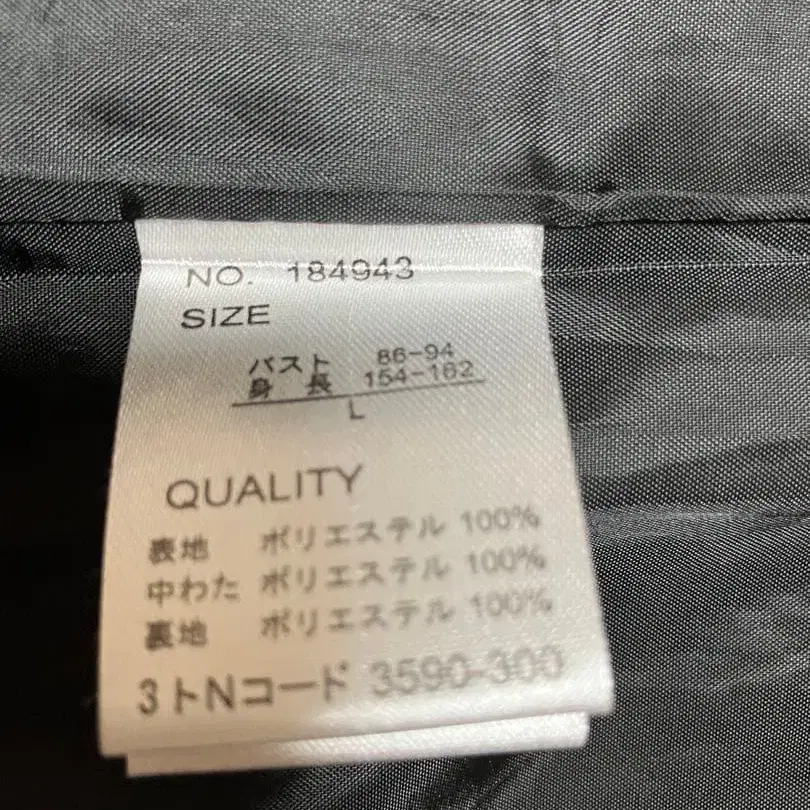 NO. 184943
SIZE
バスト 86-94
身長 154-162
L
QUALITY
表地 ポリエステル 100%
中わた ポリエステル 100%
裏地 ポリエステル 100%
3トNコード 3590-300